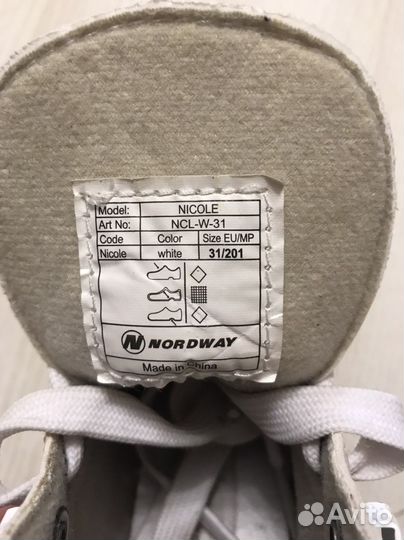 Model: NICOLE
Art No: NCL-W-31
Code Color Size EU/MP
Nicole white 31/201
NORDWAY
Made in China
Avito